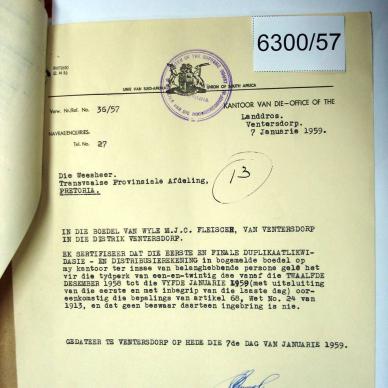 6300/57
UNIE VAN SUID-AFRIKA
UNION OF SOUTH AFRICA
Verw. Nr./Ref. No. 36/57
KANTOOR VAN DIE-OFFICE OF THE
Landdros.
Ventersdorp.
7 Januarie 1959.
NAVRAE/ENQUIRIES.
Tel. No. 27
Die Weesheer.
Transvaalse Provinsiale Afdeling,
PRETORIA.
13
IN DIE BOEDEL VAN WYLE M.J.C. FLEISCHER, VAN VENTERSDORP
IN DIE DISTRIK VENTERSDORP.
EK SERTIFISEER DAT DIE EERSTE EN FINALE DUPLIKAATLIKWI-
DASIE - EN DISTRIBUSIEREKENING in bogemelde boedel op
my kantoor ter insae van belanghebbende persone gelê het
vir die tydperk van een-en-twintig dae vanaf die TWAALFDE
DESEMBER 1958 tot die VYFDE JANUARIE 1959(met uitsluiting
van die eerste en met inbegrip van die laaste dag) oor-
eenkomstig die bepalings van artikel 68, Wet No. 24 van
1913, en dat geen beswaar daarteen ingebring is nie.
GEDATEER TE VENTERSDORP OP HEDE DIE 7de DAG VAN JANUARIE 1959.